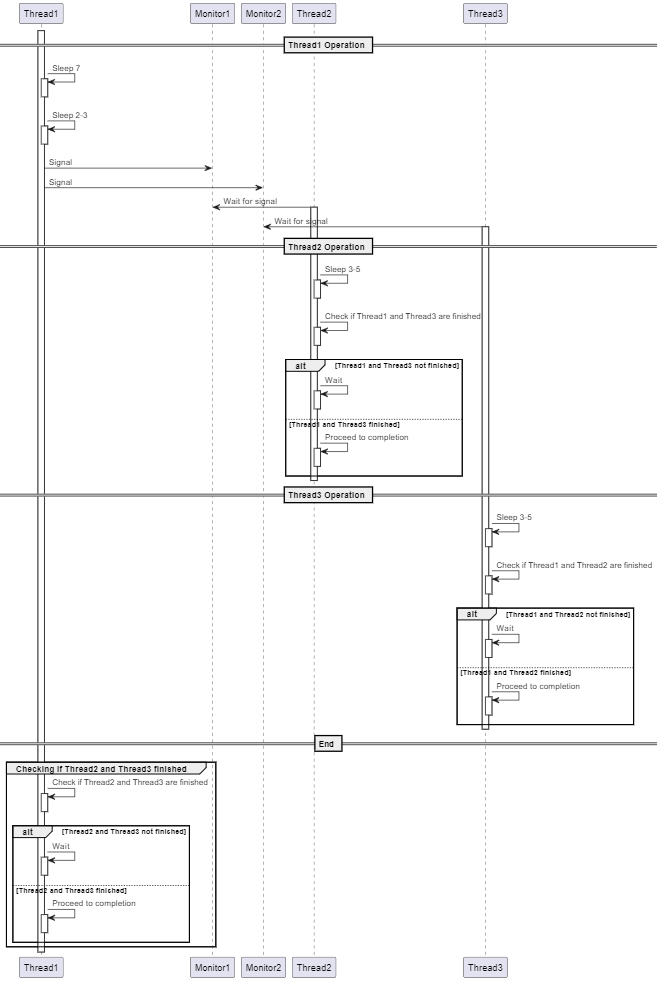 Thread1 Monitor1 Monitor2 Thread2 Thread3
Thread1 Operation
Sleep 7
Sleep 2-3
Signal
Signal
Wait for signal
Wait for signal
Thread2 Operation
Sleep 3-5
Check if Thread1 and Thread3 are finished
alt [Thread1 and Thread3 not finished]
Wait
[Thread1 and Thread3 finished]
Proceed to completion
Thread3 Operation
Sleep 3-5
Check if Thread1 and Thread2 are finished
alt [Thread1 and Thread2 not finished]
Wait
[Thread1 and Thread2 finished]
Proceed to completion
End
Checking if Thread2 and Thread3 finished
Check if Thread2 and Thread3 are finished
alt [Thread2 and Thread3 not finished]
Wait
[Thread2 and Thread3 finished]
Proceed to completion
Thread1 Monitor1 Monitor2 Thread2 Thread3